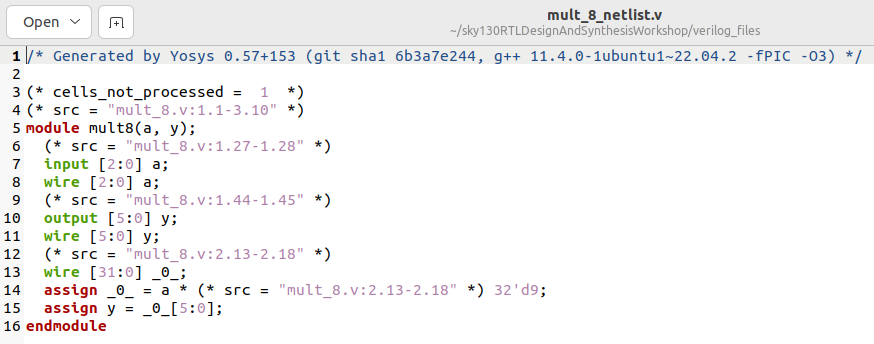 Open
mult_8_netlist.v
~/sky130RTLDesignAndSynthesisWorkshop/verilog_files
1 /* Generated by Yosys 0.57+153 (git sha1 6b3a7e244, g++ 11.4.0-1ubuntu1~22.04.2 -fPIC -O3) */
2
3 (* cells_not_processed =  1  *)
4 (* src = "mult_8.v:1.1-3.10" *)
5 module mult8(a, y);
6   (* src = "mult_8.v:1.27-1.28" *)
7   input [2:0] a;
8   wire [2:0] a;
9   (* src = "mult_8.v:1.44-1.45" *)
10   output [5:0] y;
11   wire [5:0] y;
12   (* src = "mult_8.v:2.13-2.18" *)
13   wire [31:0] _0_;
14   assign _0_ = a * (* src = "mult_8.v:2.13-2.18" *) 32'd9;
15   assign y = _0_[5:0];
16 endmodule